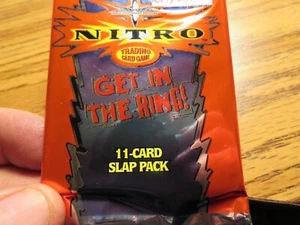 NITRO
TRADING
CARD GAME
GET IN
THE RING!
11-CARD
SLAP PACK